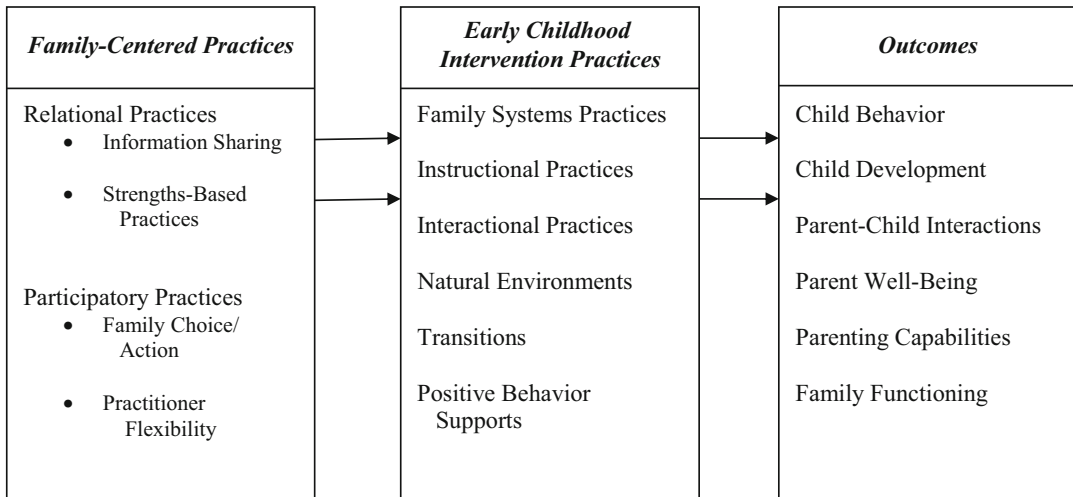 Family-Centered Practices
Relational Practices
• Information Sharing
• Strengths-Based
Practices
Participatory Practices
• Family Choice/
Action
• Practitioner
Flexibility
Early Childhood
Intervention Practices
Family Systems Practices
Instructional Practices
Interactional Practices
Natural Environments
Transitions
Positive Behavior
Supports
Outcomes
Child Behavior
Child Development
Parent-Child Interactions
Parent Well-Being
Parenting Capabilities
Family Functioning